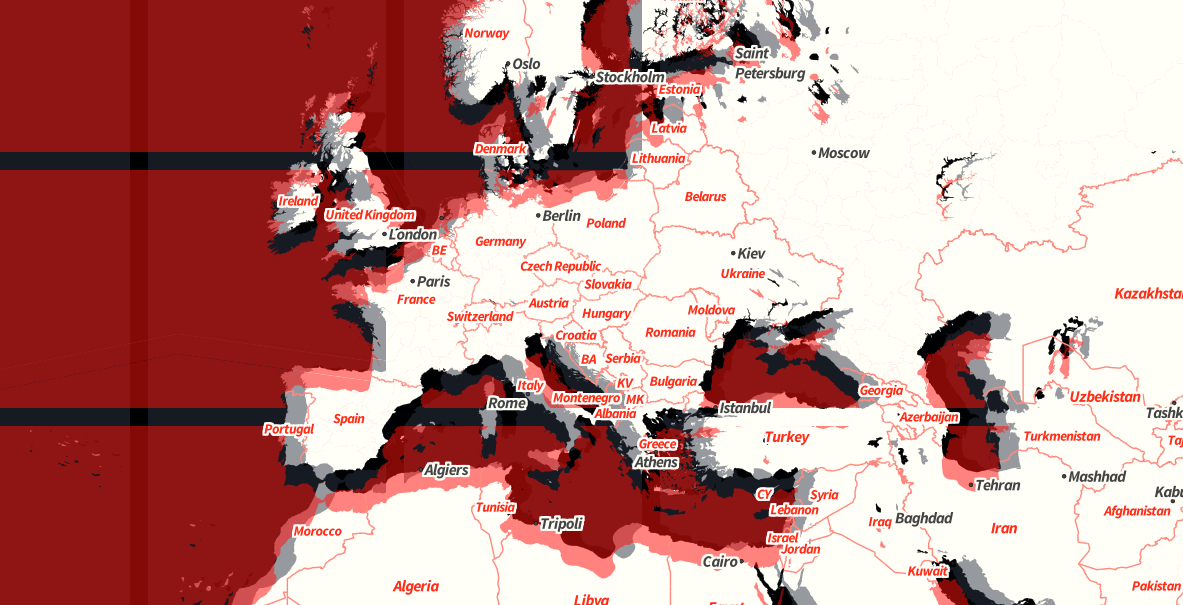 Norway
Oslo
Stockholm
Saint
Petersburg
Estonia
Latvia
Denmark
Lithuania
Moscow
Belarus
Ireland
United Kingdom
London
Berlin
Poland
Germany
BE
Kiev
Ukraine
Czech Republic
Paris
France
Slovakia
Austria
Kazakhsta
Switzerland
Hungary
Moldova
Croatia
Romania
BA
Serbia
Italy
KV
Bulgaria
Georgia
Rome
Montenegro
MK
Albania
Istanbul
Azerbaijan
Uzbekistan
Tashk
Spain
Portugal
Greece
Turkey
Turkmenistan
Taj
Athens
Algiers
Tehran
Mashhad
CY
Syria
Kabu
Tunisia
Lebanon
Afghanistan
Morocco
Tripoli
Iraq
Baghdad
Iran
Israel
Jordan
Cairo
Kuwait
Algeria
Pakistan
Libya